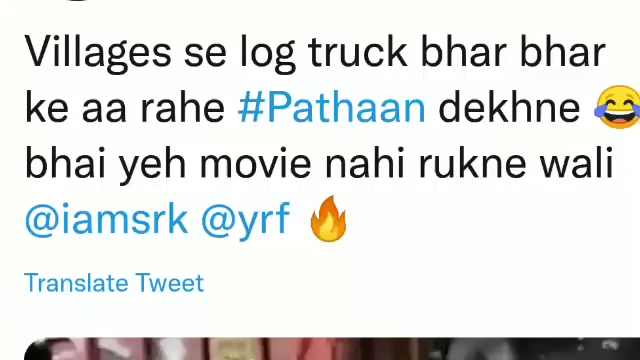 Villages se log truck bhar bhar
ke aa rahe #Pathaan dekhne 😂
bhai yeh movie nahi rukne wali
@iamsrk @yrf 🔥
Translate Tweet